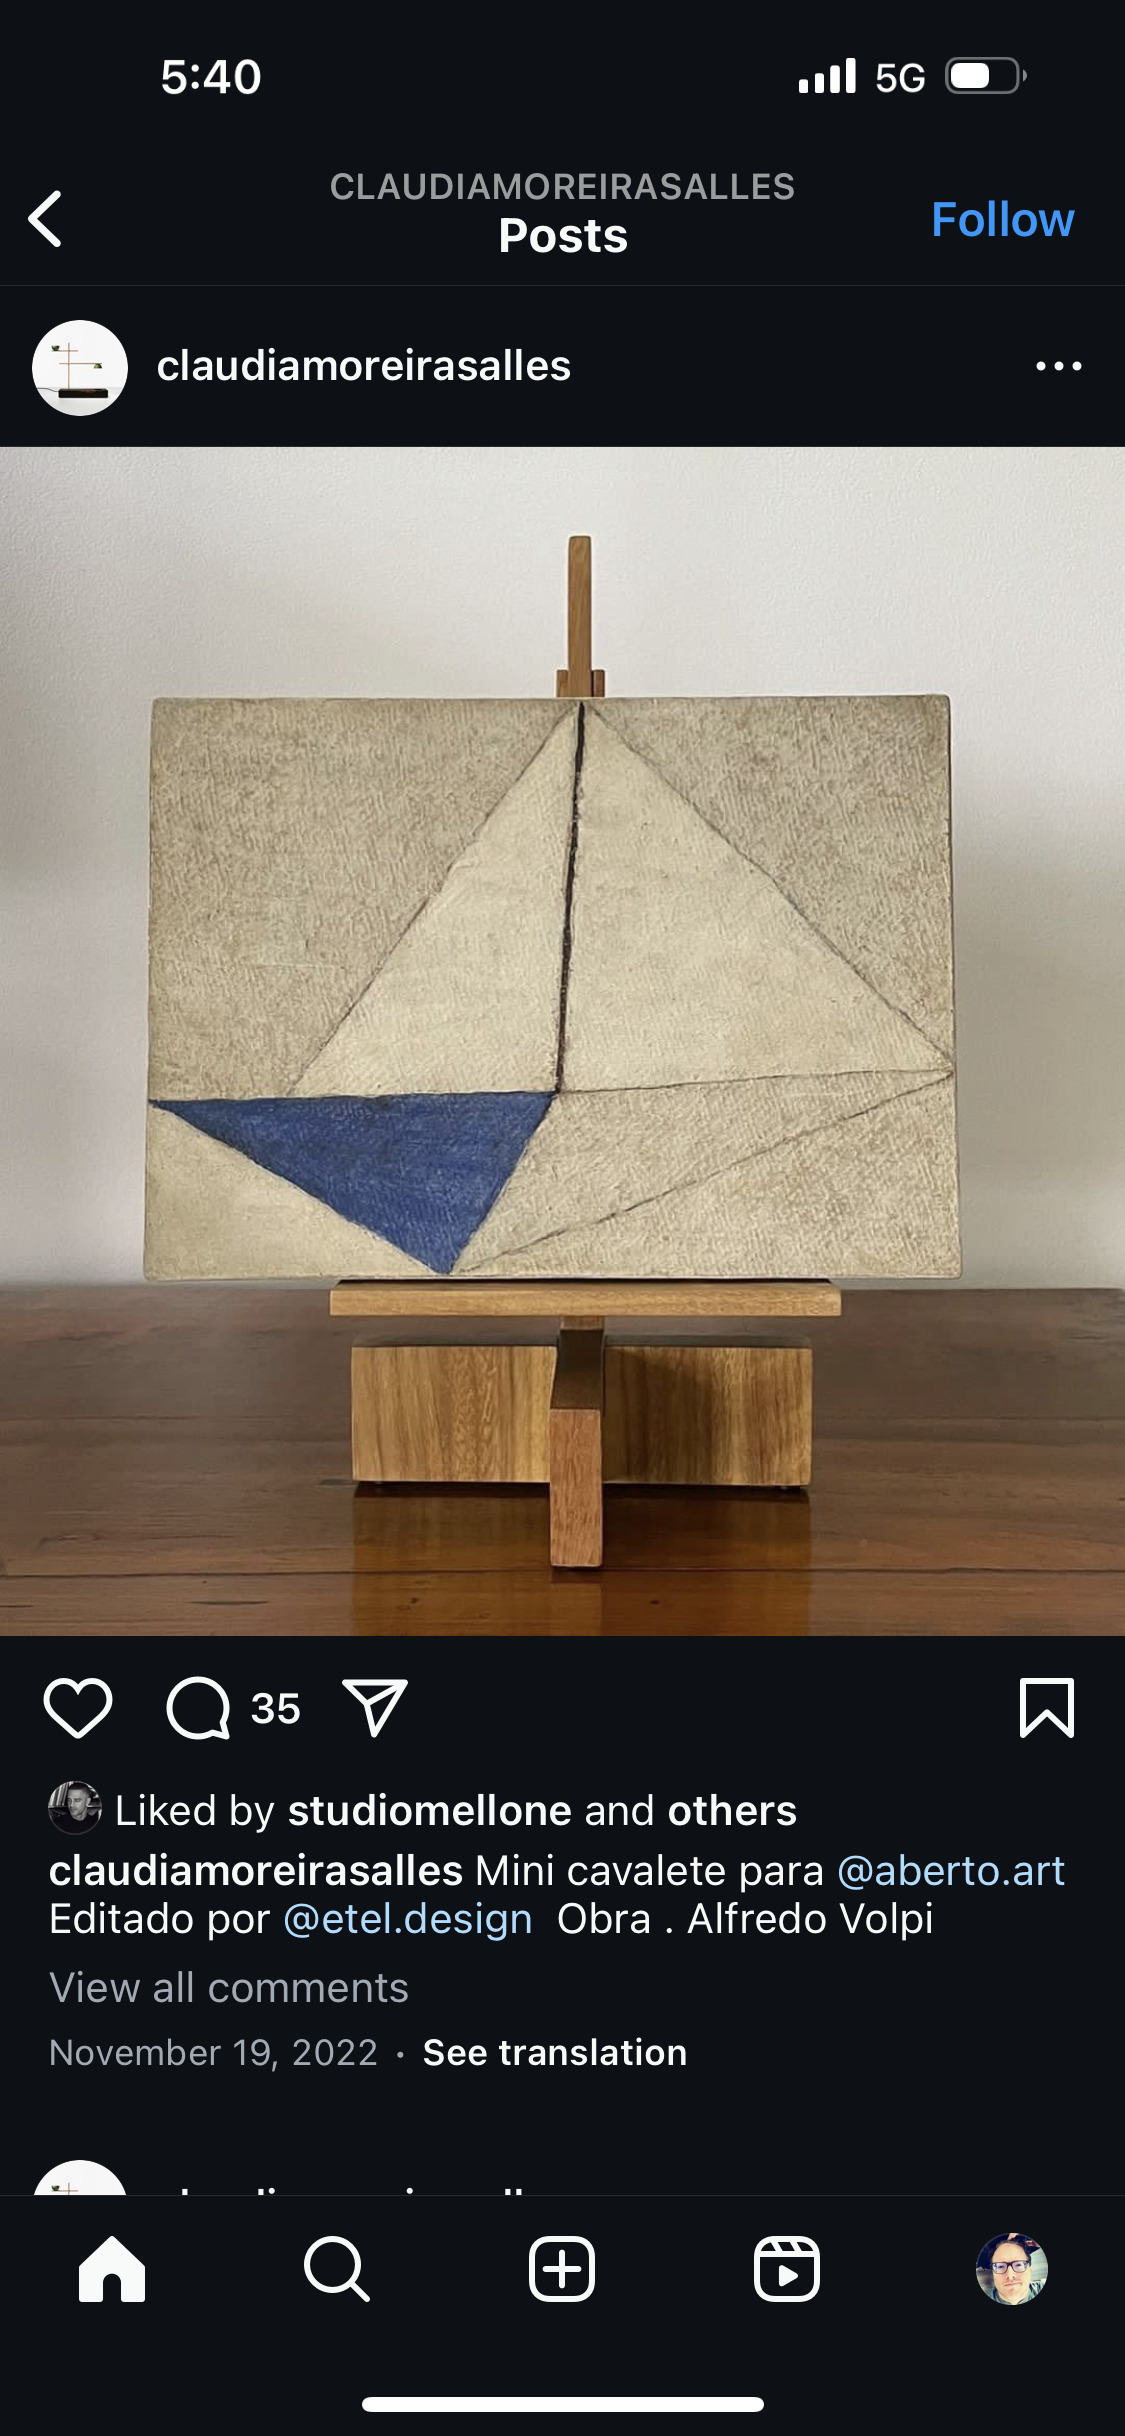 5:40
5G
CLAUDIAMOREIRASALLES
Posts
Follow
claudiamoreirasalles
35
Liked by studiomellone and others
claudiamoreirasalles Mini cavalete para @aberto.art
Editado por @etel.design Obra . Alfredo Volpi
View all comments
November 19, 2022 · See translation